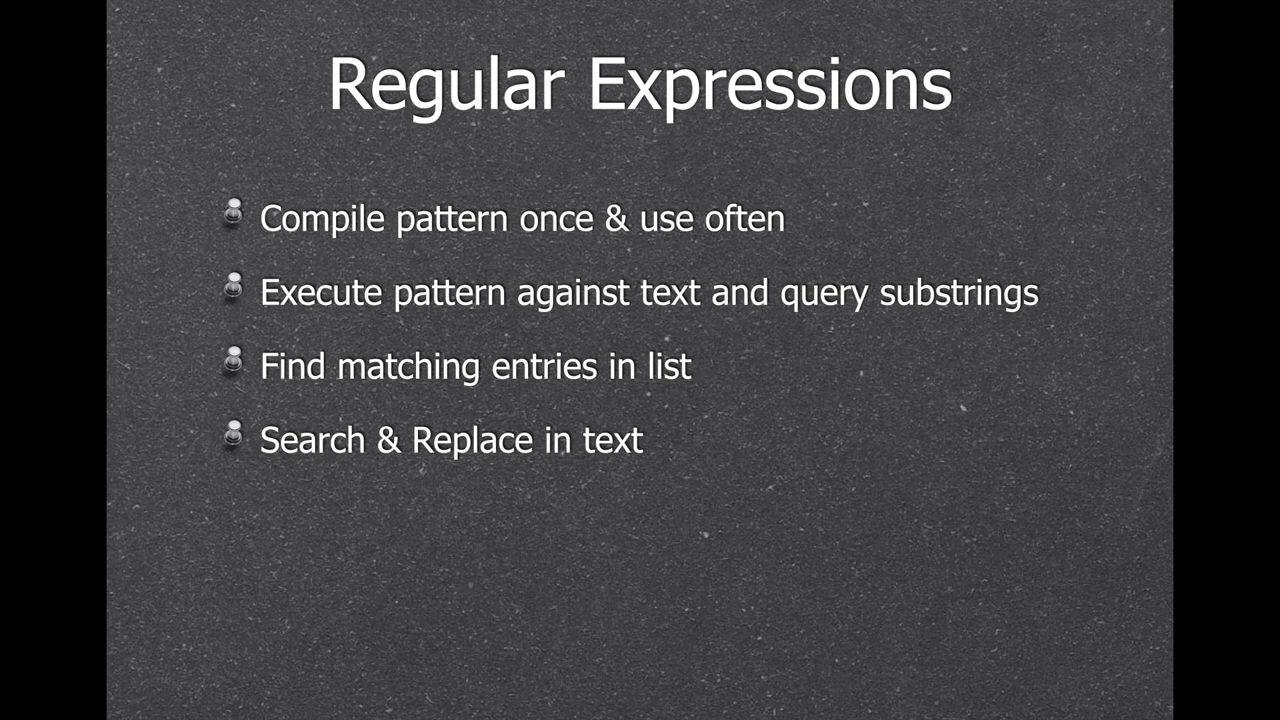 Regular Expressions
Compile pattern once & use often
Execute pattern against text and query substrings
Find matching entries in list
Search & Replace in text